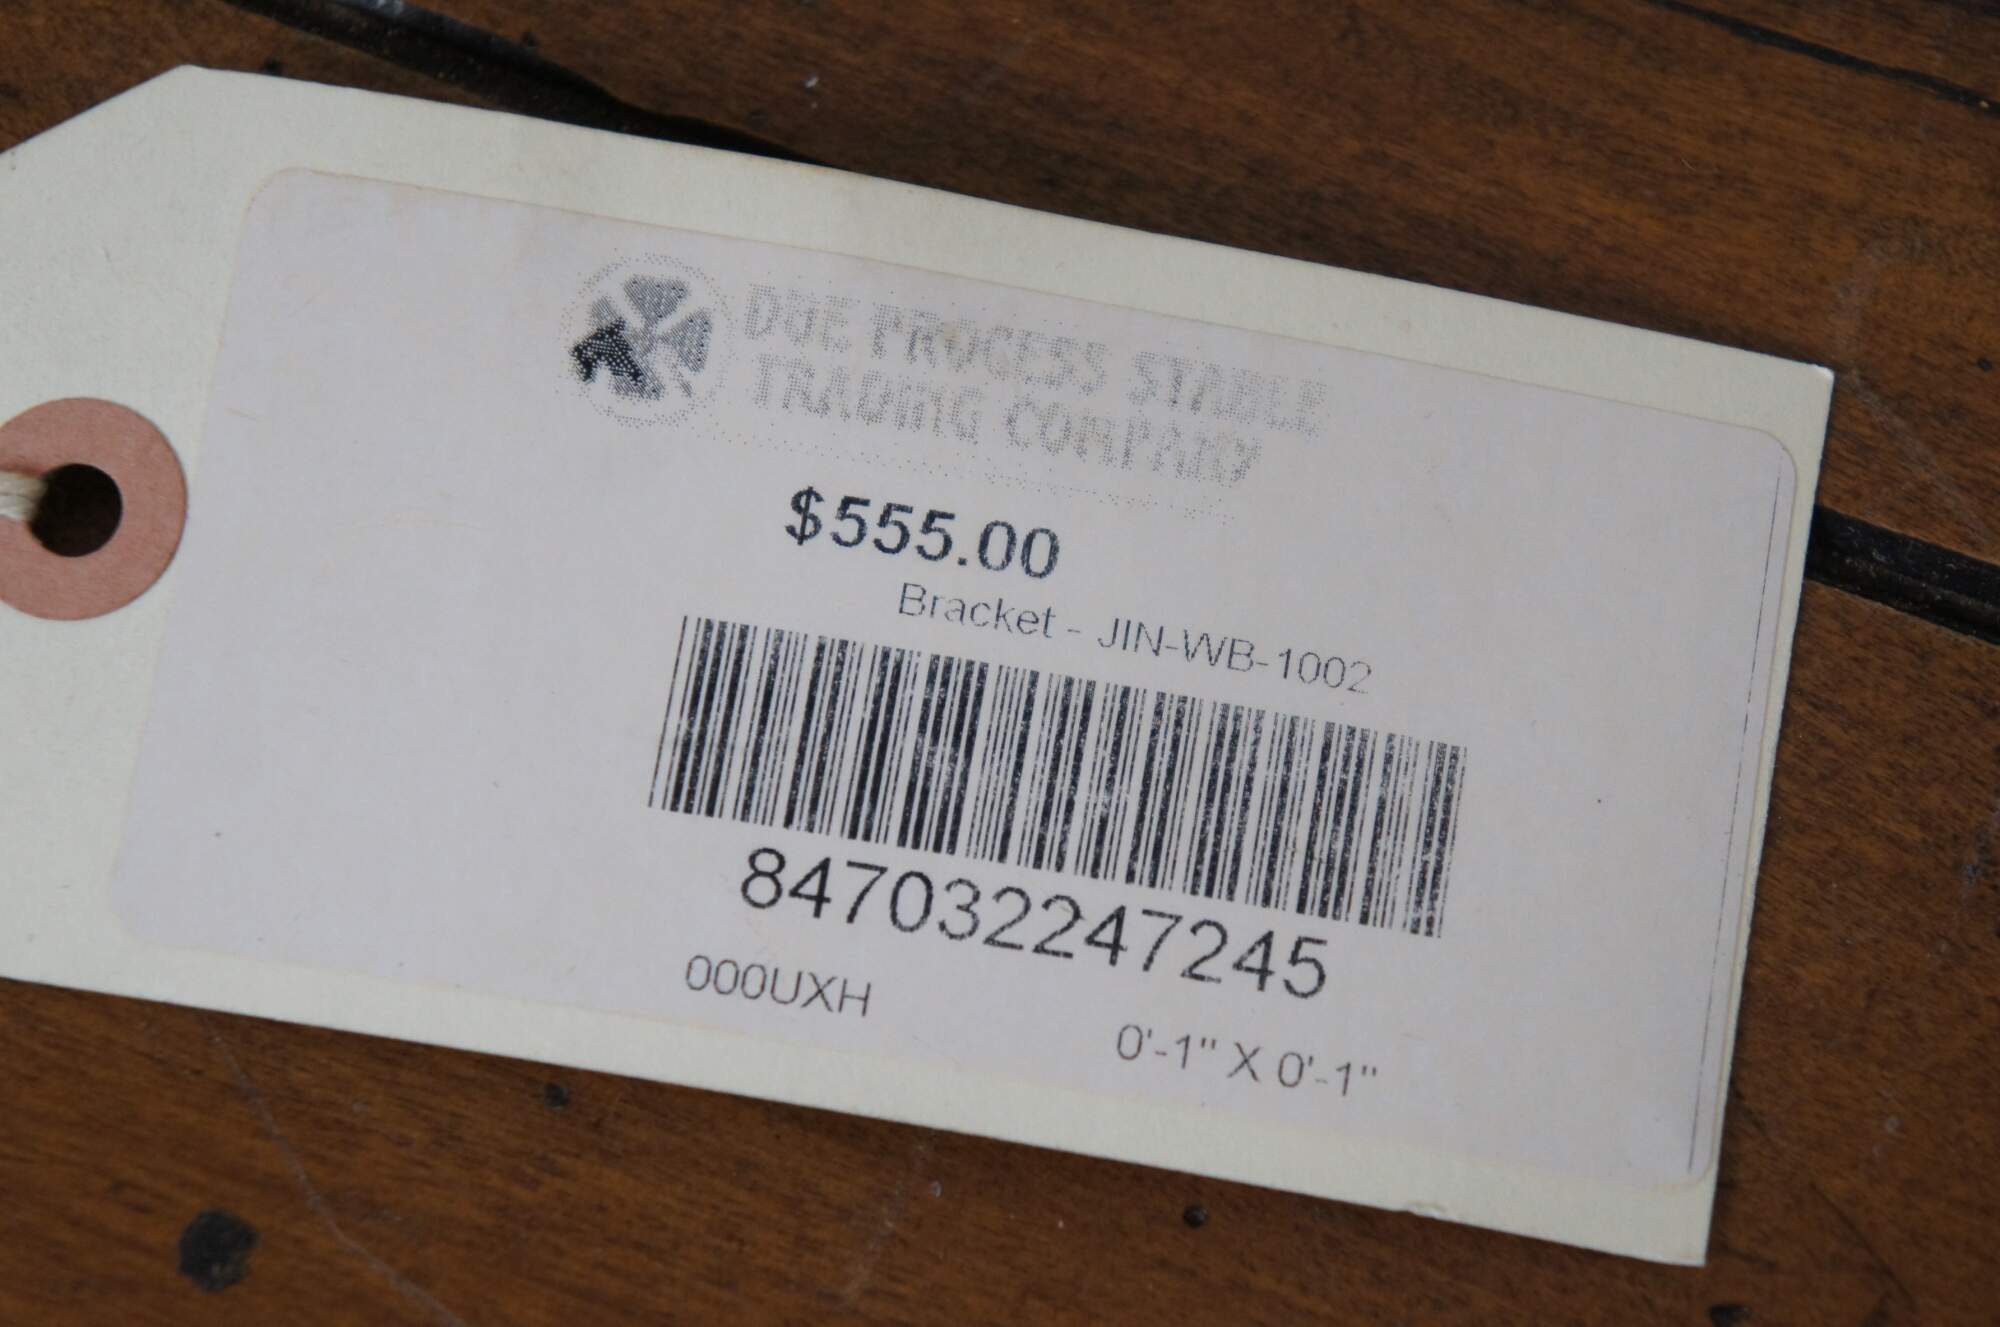 DUE PROCESS STABLE
TRADING COMPANY
$555.00
Bracket - JIN-WB-1002
847032247245
000UXH
0'-1" X 0'-1"